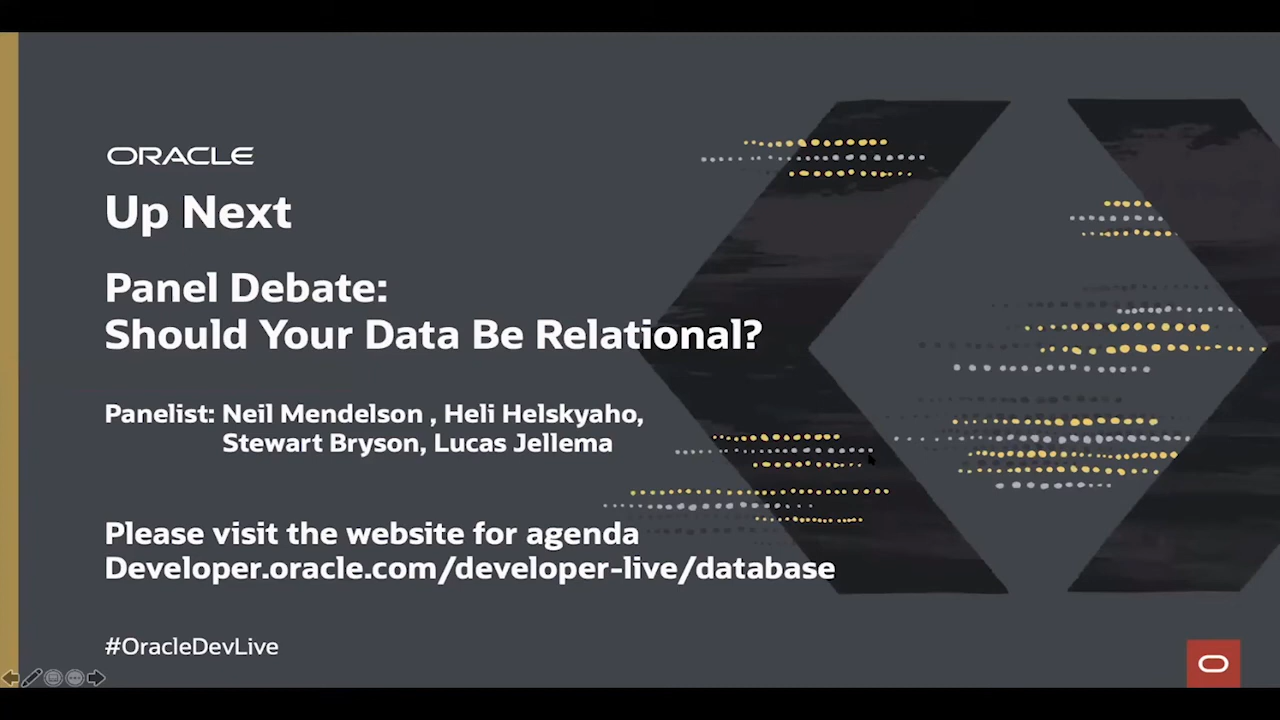 ORACLE
Up Next
Panel Debate:
Should Your Data Be Relational?
Panelist: Neil Mendelson , Heli Helskyaho,
Stewart Bryson, Lucas Jellema
Please visit the website for agenda
Developer.oracle.com/developer-live/database
#OracleDevLive